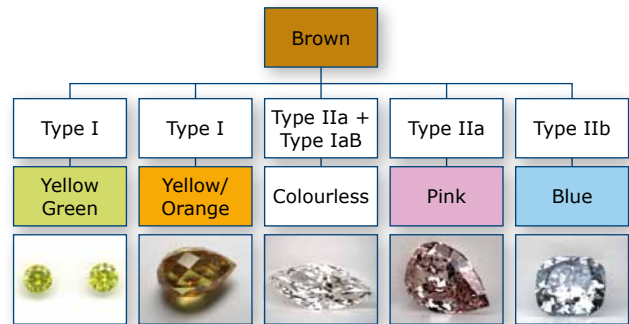 Brown
Type I
Type I
Type IIa +
Type IaB
Type IIa
Type IIb
Yellow
Green
Yellow/
Orange
Colourless
Pink
Blue